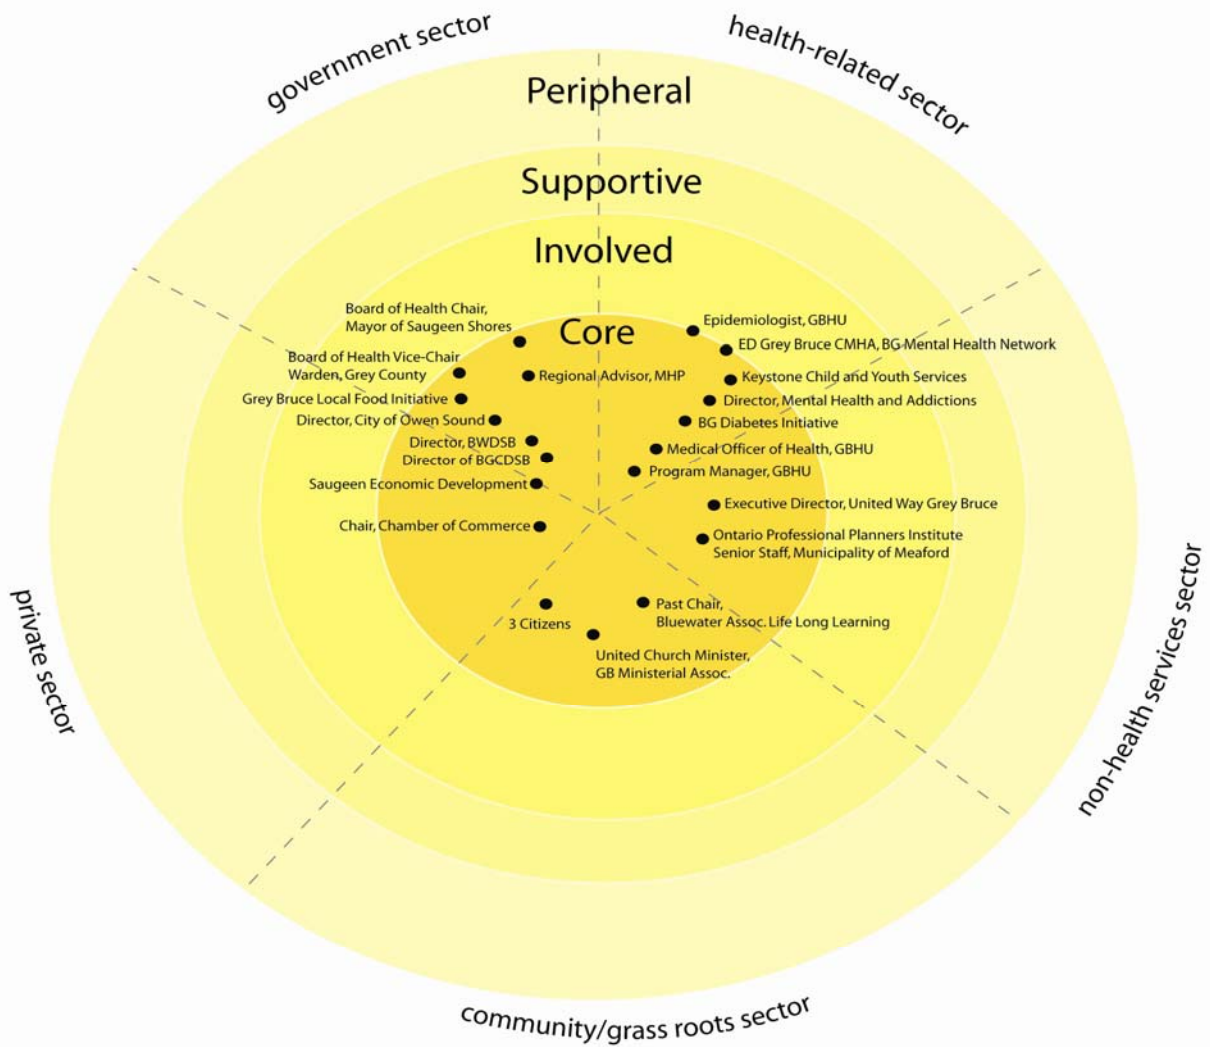 government sector
health-related sector
Peripheral
Supportive
Involved
Core
Board of Health Chair,
Mayor of Saugeen Shores
Board of Health Vice-Chair
Warden, Grey County
Regional Advisor, MHP
Grey Bruce Local Food Initiative
Director, City of Owen Sound
Director, BWDSB
Director of BGCDSB
Saugeen Economic Development
Chair, Chamber of Commerce
Epidemiologist, GBHU
ED Grey Bruce CMHA, BG Mental Health Network
Keystone Child and Youth Services
Director, Mental Health and Addictions
BG Diabetes Initiative
Medical Officer of Health, GBHU
Program Manager, GBHU
Executive Director, United Way Grey Bruce
Ontario Professional Planners Institute
Senior Staff, Municipality of Meaford
3 Citizens
Past Chair,
Bluewater Assoc. Life Long Learning
United Church Minister,
GB Ministerial Assoc.
private sector
non-health services sector
community/grass roots sector